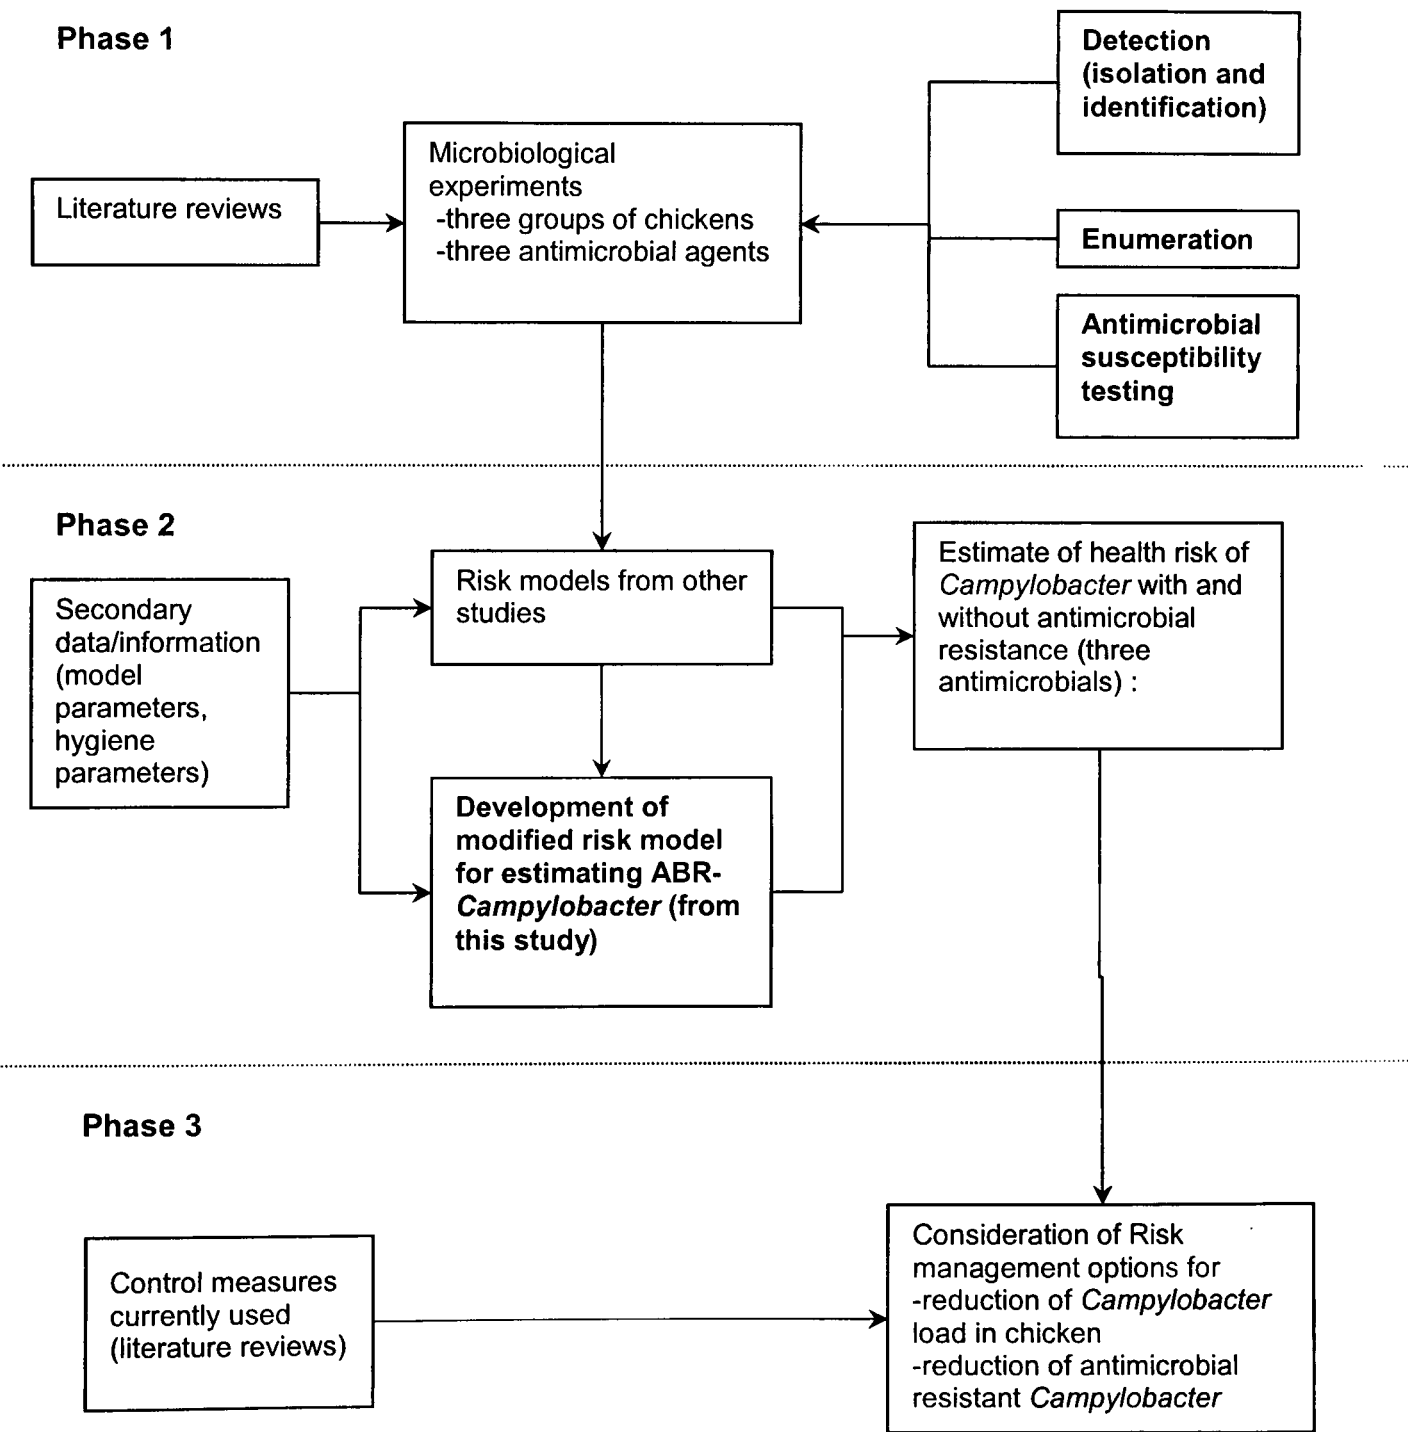 Phase 1
Literature reviews
Microbiological
experiments
-three groups of chickens
-three antimicrobial agents
Detection
(isolation and
identification)
Enumeration
Antimicrobial
susceptibility
testing
Phase 2
Secondary
data/information
(model
parameters,
hygiene
parameters)
Risk models from other
studies
Development of
modified risk model
for estimating ABR-
Campylobacter (from
this study)
Estimate of health risk of
Campylobacter with and
without antimicrobial
resistance (three
antimicrobials) :
Phase 3
Control measures
currently used
(literature reviews)
Consideration of Risk
management options for
-reduction of Campylobacter
load in chicken
-reduction of antimicrobial
resistant Campylobacter